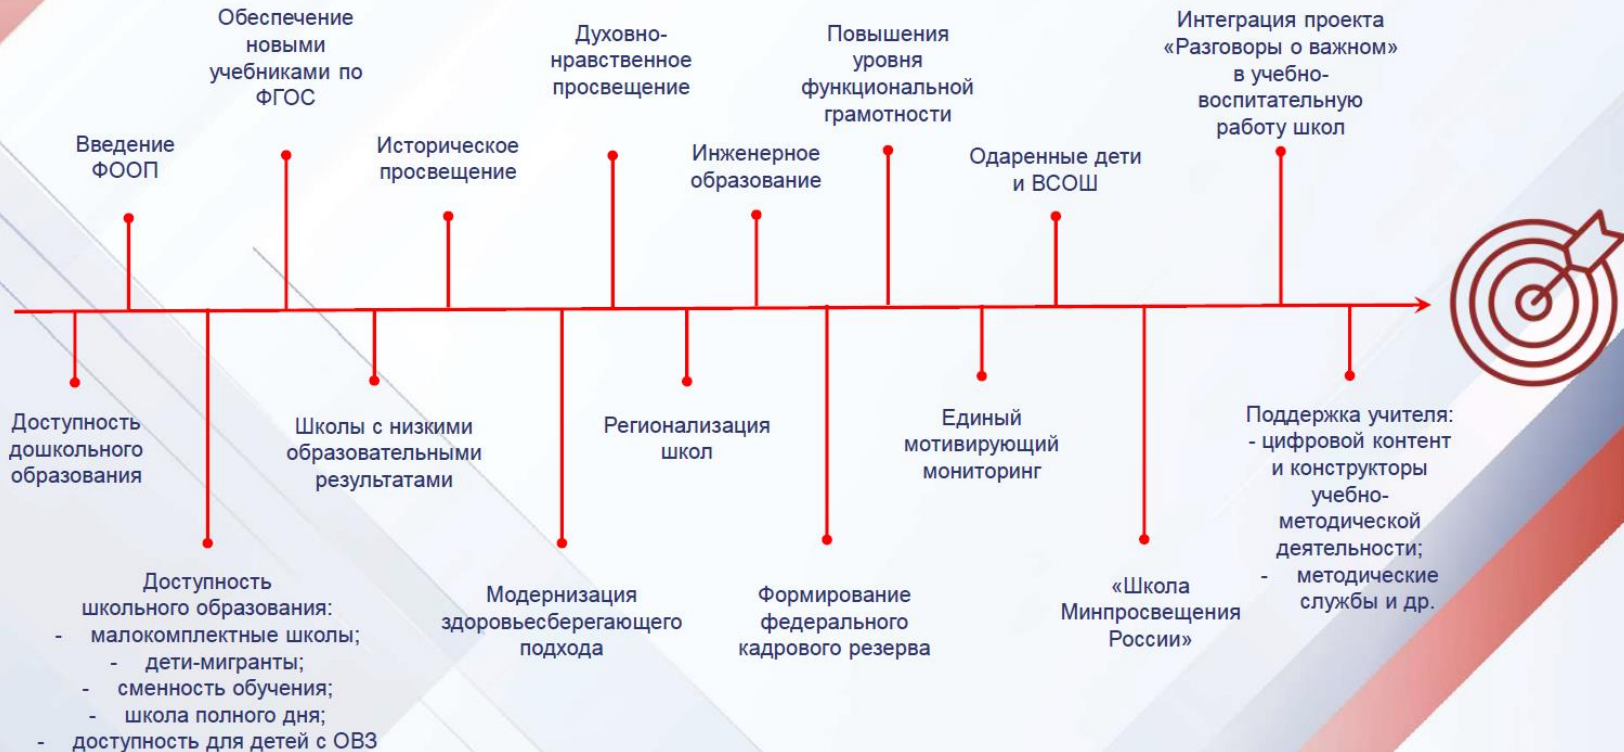 Обеспечение
новыми
учебниками по
ФГОС
Духовно-
нравственное
просвещение
Повышения
уровня
функциональной
грамотности
Интеграция проекта
«Разговоры о важном»
в учебно-
воспитательную
работу школ
Введение
ФООП
Историческое
просвещение
Инженерное
образование
Одаренные дети
и ВСОШ
Доступность
дошкольного
образования
Школы с низкими
образовательными
результатами
Регионализация
школ
Единый
мотивирующий
мониторинг
Поддержка учителя:
- цифровой контент
и конструкторы
учебно-
методической
деятельности;
- методические
службы и др.
Доступность
школьного образования:
- малокомплектные школы;
- дети-мигранты;
- сменность обучения;
- школа полного дня;
- доступность для детей с ОВЗ
Модернизация
здоровьесберегающего
подхода
Формирование
федерального
кадрового резерва
«Школа
Минпросвещения
России»